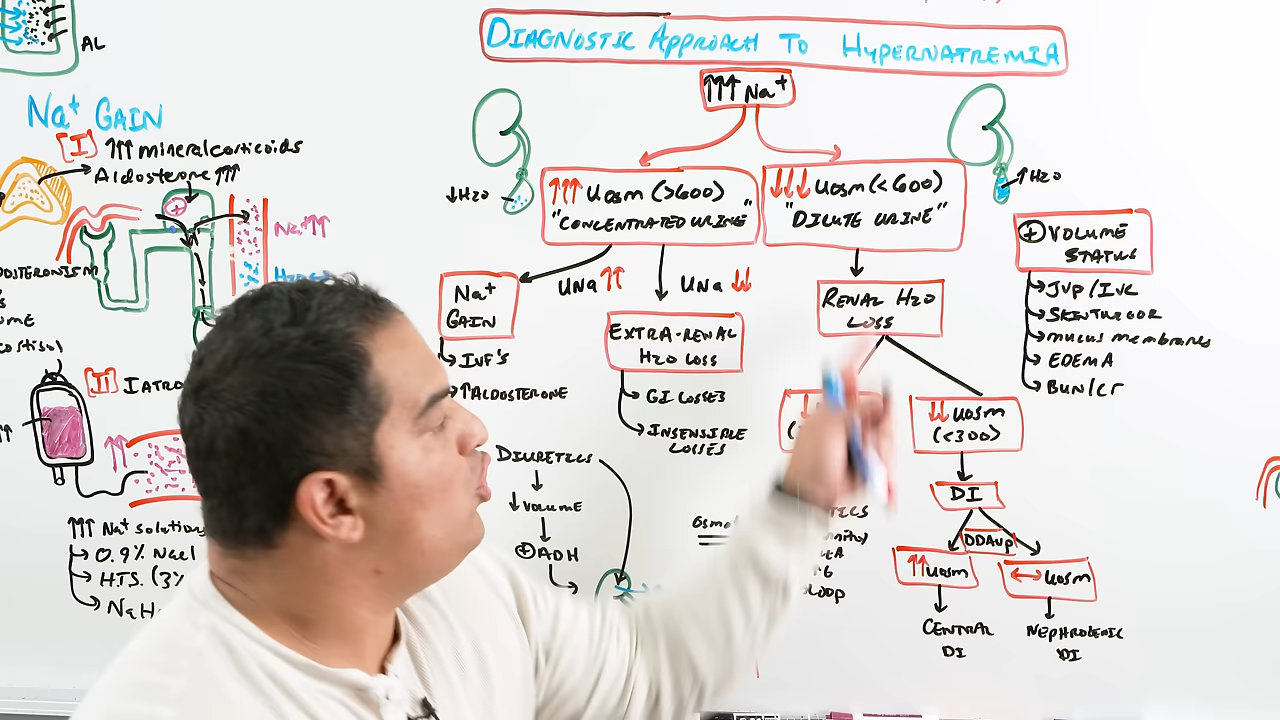 AL
Na+ GAIN
[I] ↑↑↑ mineralcorticoids
Aldosterone ↑↑↑
+
Na+↑↑
[II]
↑↑
↑↑↑ Na+ solutions
0.9% NaCl
HTS. (3%
DIAGNOSTIC APPROACH TO HYPERNATREMIA
↑↑↑ Na+
↓H2O
↑H2O
↑↑↑ Uosm (>600)
"CONCENTRATED URINE"
↓↓↓ Uosm (<600)
"DILUTE URINE"
Na+
GAIN
UNa ↑↑
UNa ↓↓
IVF's
↑ALDOSTERONE
EXTRA-RENAL
H2O LOSS
GI LOSSES
INSENSIBLE
LOSSES
RENAL H2O
LOSS
↓↓ Uosm
(<300)
DI
DDAVP
↑↑ Uosm
↔ Uosm
CENTRAL
DI
NEPHROGENIC
DI
DIURETICS
↓VOLUME
+ADH
+ VOLUME
STATUS
JVP/IVC
SKIN TURGOR
mucus membranes
EDEMA
BUN/Cr